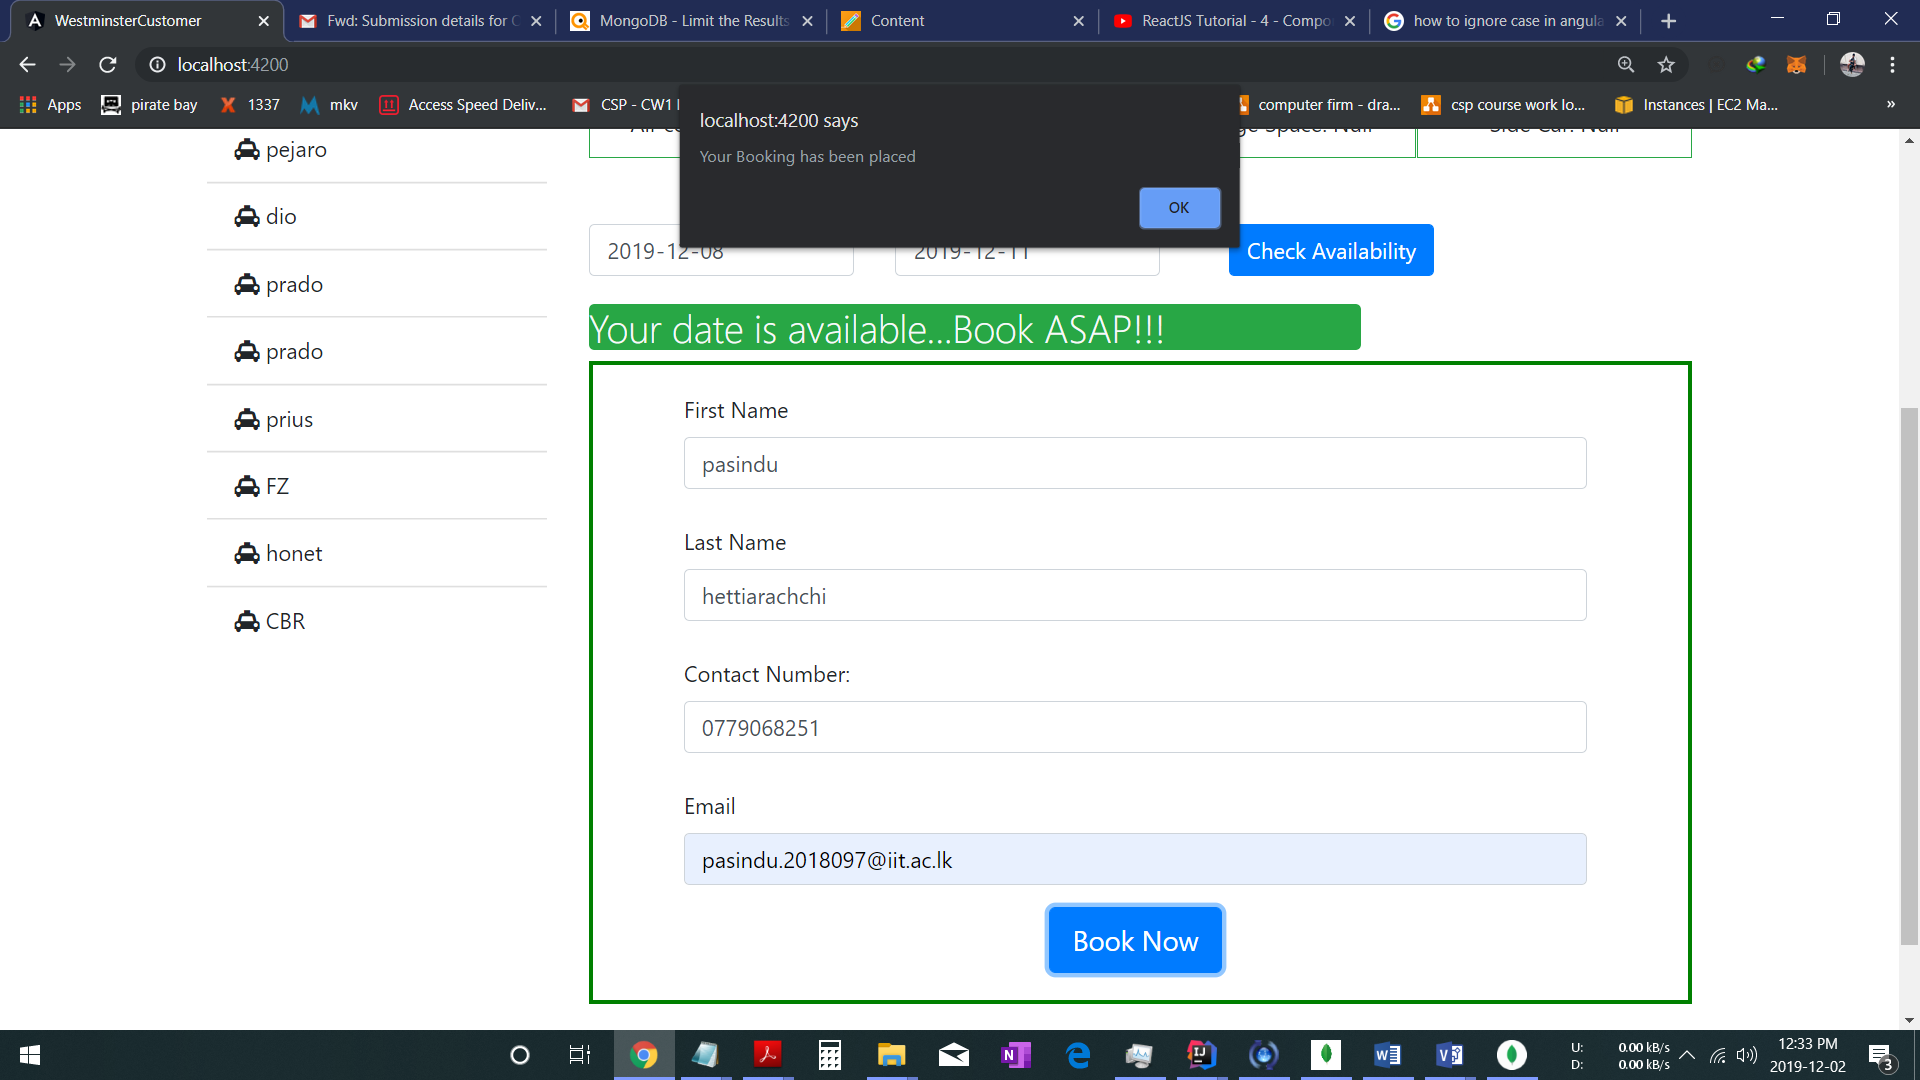 WestminsterCustomer
Fwd: Submission details for C
MongoDB - Limit the Results
Content
ReactJS Tutorial - 4 - Compo
how to ignore case in angula
localhost:4200
Apps
pirate bay
1337
mkv
Access Speed Deliv...
CSP - CW1
computer firm - dra...
csp course work lo...
Instances | EC2 Ma...
»
localhost:4200 says
Your Booking has been placed
OK
Space: Null
Side Car: Null
pejaro
dio
prado
prado
prius
FZ
honet
CBR
2019-12-08
2019-12-11
Check Availability
Your date is available...Book ASAP!!!
First Name
pasindu
Last Name
hettiarachchi
Contact Number:
0779068251
Email
pasindu.2018097@iit.ac.lk
Book Now
U: 0.00 kB/s
D: 0.00 kB/s
12:33 PM
2019-12-02
3